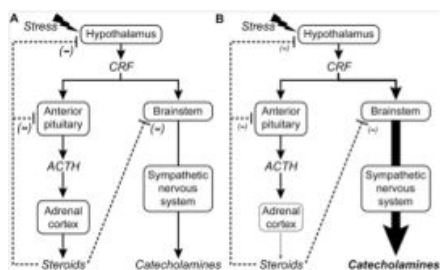 A
Stress
Hypothalamus
(-)
CRF
Anterior
pituitary
Brainstem
(-)
(-)
ACTH
Sympathetic
nervous
system
Adrenal
cortex
Steroids
Catecholamines
B
Stress
Hypothalamus
(-)
CRF
Anterior
pituitary
Brainstem
(-)
(-)
ACTH
Sympathetic
nervous
system
Adrenal
cortex
Steroids
Catecholamines